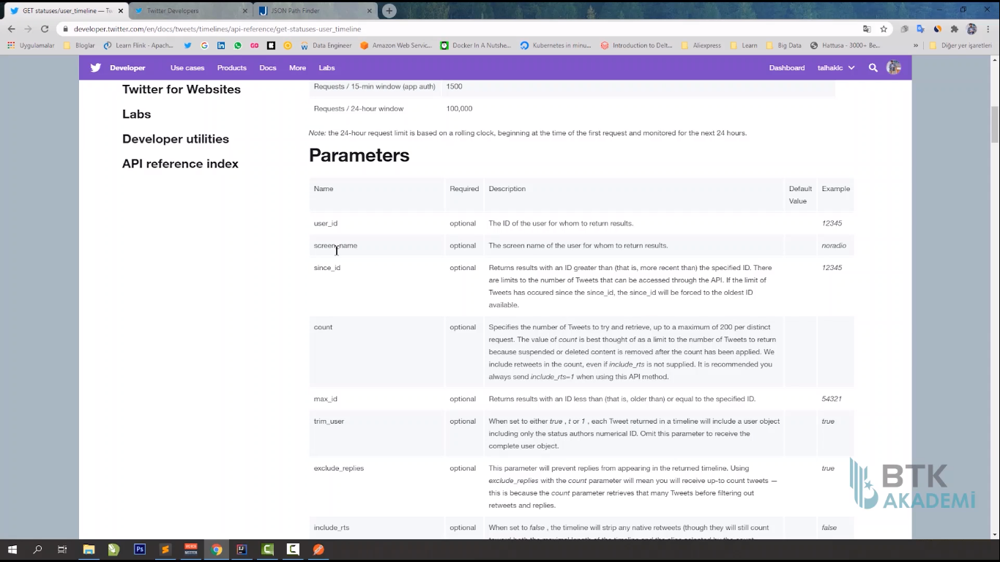 GET statuses/user_timeline — Tw
Twitter Developers
JSON Path Finder
developer.twitter.com/en/docs/tweets/timelines/api-reference/get-statuses-user_timeline
Uygulamalar
Bloglar
Learn Flink - Apach...
Data Engineer
Amazon Web Servic...
Docker In A Nutshe...
Kubernetes in minu...
Introduction to Delt...
Aliexpress
Learn
Big Data
Hattusa - 3000+ Be...
»
Diğer yer işaretleri
Developer
Use cases
Products
Docs
More
Labs
Dashboard
talhaklc
Twitter for Websites
Labs
Developer utilities
API reference index
Requests / 15-min window (app auth) 1500
Requests / 24-hour window 100,000
Note: the 24-hour request limit is based on a rolling clock, beginning at the time of the first request and monitored for the next 24 hours.
Parameters
Name Required Description Default Value Example
user_id optional The ID of the user for whom to return results. 12345
screen_name optional The screen name of the user for whom to return results. noradio
since_id optional Returns results with an ID greater than (that is, more recent than) the specified ID. There 12345
are limits to the number of Tweets that can be accessed through the API. If the limit of
Tweets has occured since the since_id, the since_id will be forced to the oldest ID
available.
count optional Specifies the number of Tweets to try and retrieve, up to a maximum of 200 per distinct
request. The value of count is best thought of as a limit to the number of Tweets to return
because suspended or deleted content is removed after the count has been applied. We
include retweets in the count, even if include_rts is not supplied. It is recommended you
always send include_rts=1 when using this API method.
max_id optional Returns results with an ID less than (that is, older than) or equal to the specified ID. 54321
trim_user optional When set to either true , t or 1 , each Tweet returned in a timeline will include a user object true
including only the status authors numerical ID. Omit this parameter to receive the
complete user object.
exclude_replies optional This parameter will prevent replies from appearing in the returned timeline. Using true
exclude_replies with the count parameter will mean you will receive up-to count tweets —
this is because the count parameter retrieves that many Tweets before filtering out
retweets and replies.
include_rts optional When set to false , the timeline will strip any native retweets (though they will still count false
BTK
AKADEMİ